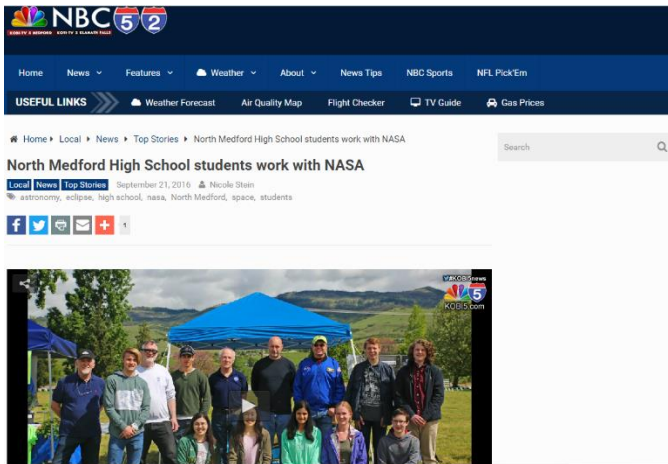 NBC 5 2
KOBI-TV 5 MEDFORD KOTI-TV 2 KLAMATH FALLS
Home News Features Weather About News Tips NBC Sports NFL Pick'Em
USEFUL LINKS Weather Forecast Air Quality Map Flight Checker TV Guide Gas Prices
Home Local News Top Stories North Medford High School students work with NASA
Search
North Medford High School students work with NASA
Local News Top Stories September 21, 2016 Nicole Stein
astronomy, eclipse, high school, nasa, North Medford, space, students
1
#KOBI5news
5
KOBI5.com